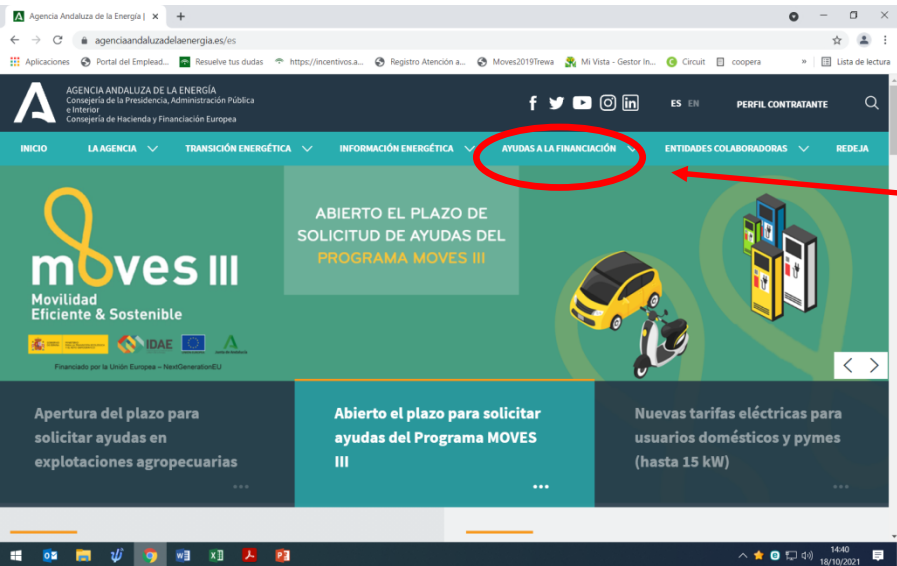 Agencia Andaluza de la Energía |
agenciaandaluzadelaenergia.es/es
Aplicaciones
Portal del Emplead...
Resuelve tus dudas
https://incentivos.a...
Registro Atención a...
Moves2019Trewa
Mi Vista - Gestor In...
Circuit
coopera
»
Lista de lectura
AGENCIA ANDALUZA DE LA ENERGÍA
Consejería de la Presidencia, Administración Pública
e Interior
Consejería de Hacienda y Financiación Europea
ES EN
PERFIL CONTRATANTE
INICIO
LA AGENCIA
TRANSICIÓN ENERGÉTICA
INFORMACIÓN ENERGÉTICA
AYUDAS A LA FINANCIACIÓN
ENTIDADES COLABORADORAS
REDEJA
moves III
Movilidad
Eficiente & Sostenible
IDAE
Junta de Andalucía
Financiado por la Unión Europea – NextGenerationEU
ABIERTO EL PLAZO DE
SOLICITUD DE AYUDAS DEL
PROGRAMA MOVES III
Apertura del plazo para
solicitar ayudas en
explotaciones agropecuarias
...
Abierto el plazo para solicitar
ayudas del Programa MOVES
III
...
Nuevas tarifas eléctricas para
usuarios domésticos y pymes
(hasta 15 kW)
...
14:40
18/10/2021